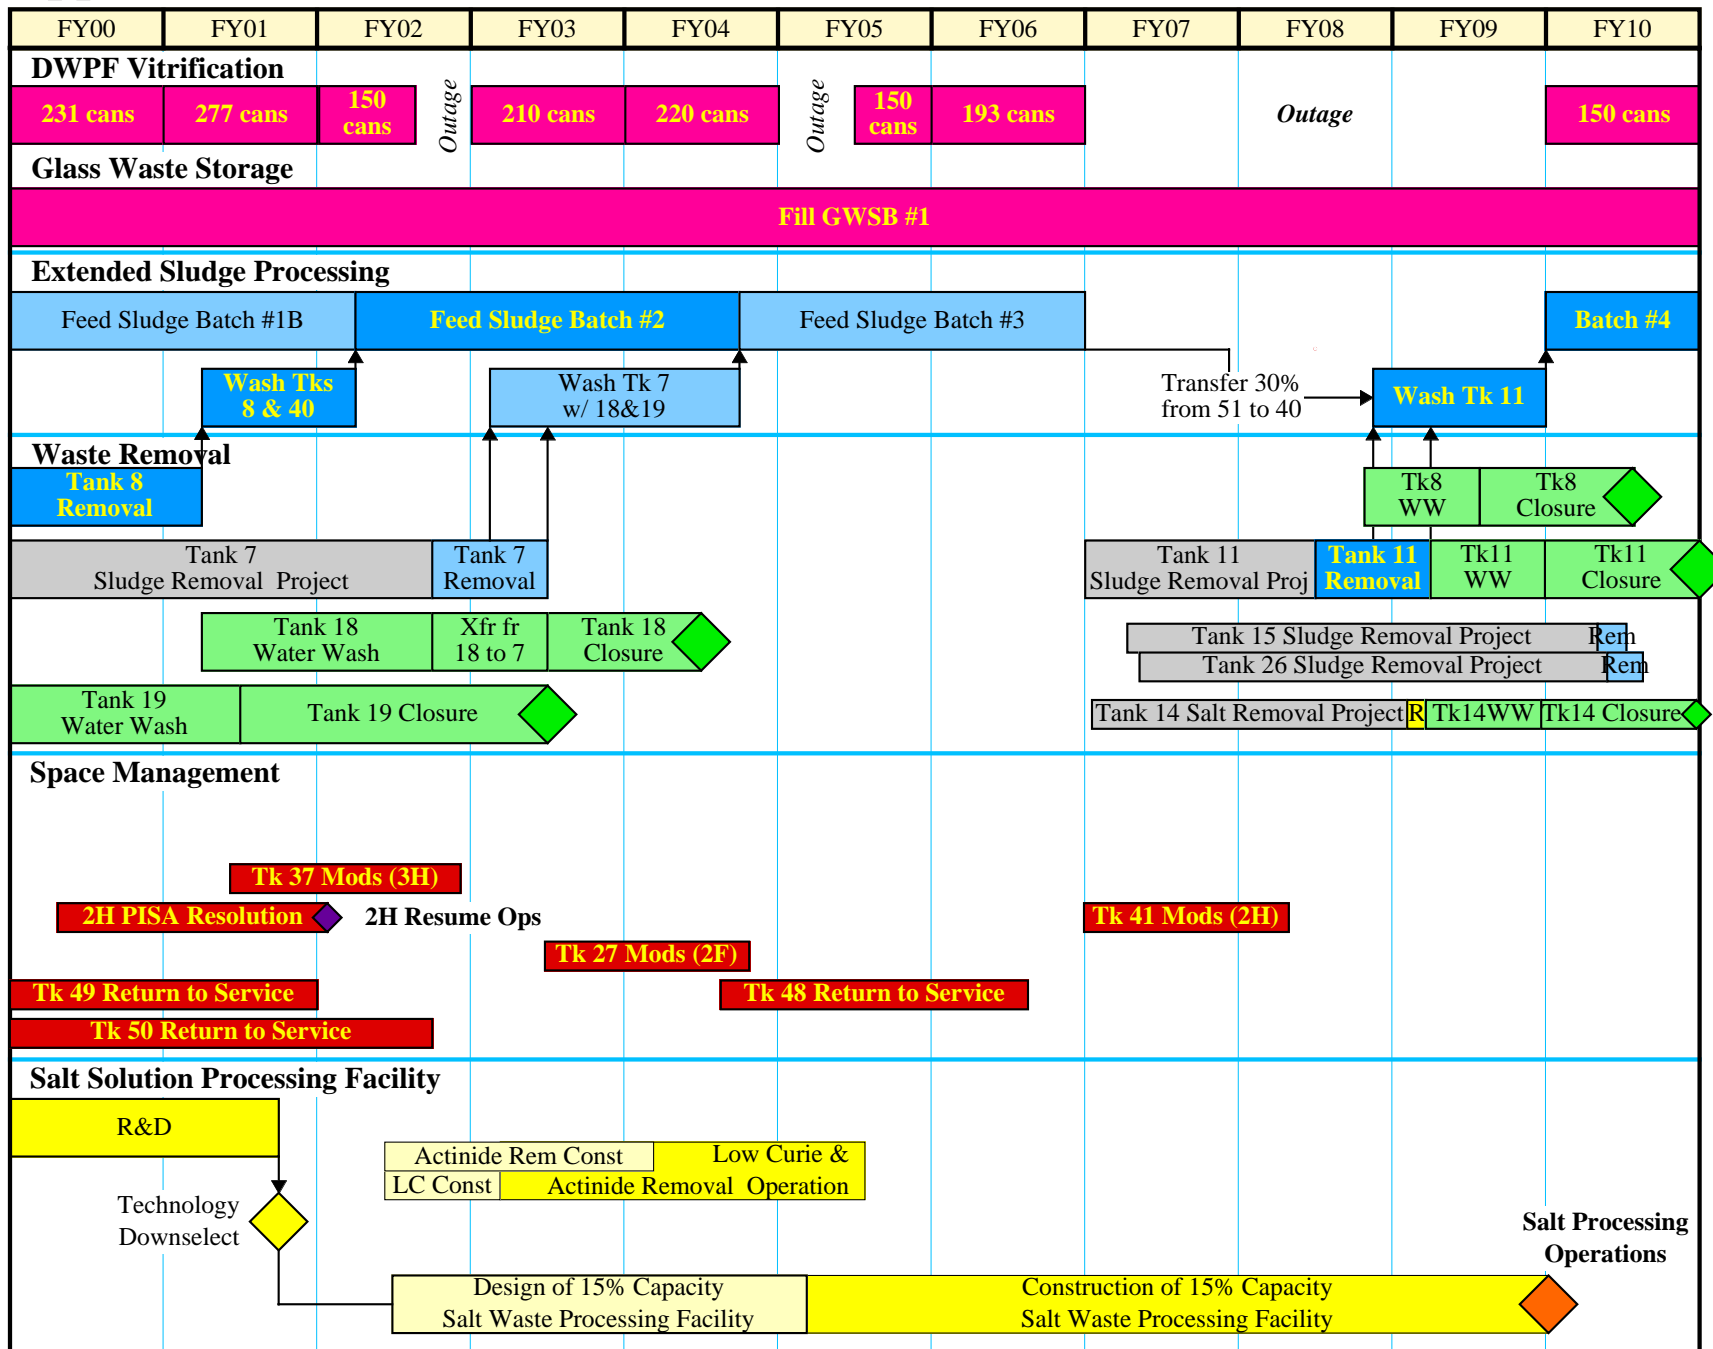 FY00 FY01 FY02 FY03 FY04 FY05 FY06 FY07 FY08 FY09 FY10
DWPF Vitrification
231 cans 277 cans 150 cans Outage 210 cans 220 cans Outage 150 cans 193 cans Outage 150 cans
Glass Waste Storage
Fill GWSB #1
Extended Sludge Processing
Feed Sludge Batch #1B Feed Sludge Batch #2 Feed Sludge Batch #3 Batch #4
Wash Tks
8 & 40
Wash Tk 7
w/ 18&19
Transfer 30%
from 51 to 40
Wash Tk 11
Waste Removal
Tank 8
Removal
Tk8
WW
Tk8
Closure
Tank 7
Sludge Removal Project
Tank 7
Removal
Tank 11
Sludge Removal Proj
Tank 11
Removal
Tk11
WW
Tk11
Closure
Tank 18
Water Wash
Xfr fr
18 to 7
Tank 18
Closure
Tank 15 Sludge Removal Project Rem
Tank 26 Sludge Removal Project Rem
Tank 19
Water Wash
Tank 19 Closure
Tank 14 Salt Removal Project R Tk14WW Tk14 Closure
Space Management
Tk 37 Mods (3H)
2H PISA Resolution 2H Resume Ops Tk 41 Mods (2H)
Tk 27 Mods (2F)
Tk 49 Return to Service Tk 48 Return to Service
Tk 50 Return to Service
Salt Solution Processing Facility
R&D
Actinide Rem Const
LC Const
Low Curie &
Actinide Removal Operation
Technology
Downselect
Salt Processing
Operations
Design of 15% Capacity
Salt Waste Processing Facility
Construction of 15% Capacity
Salt Waste Processing Facility